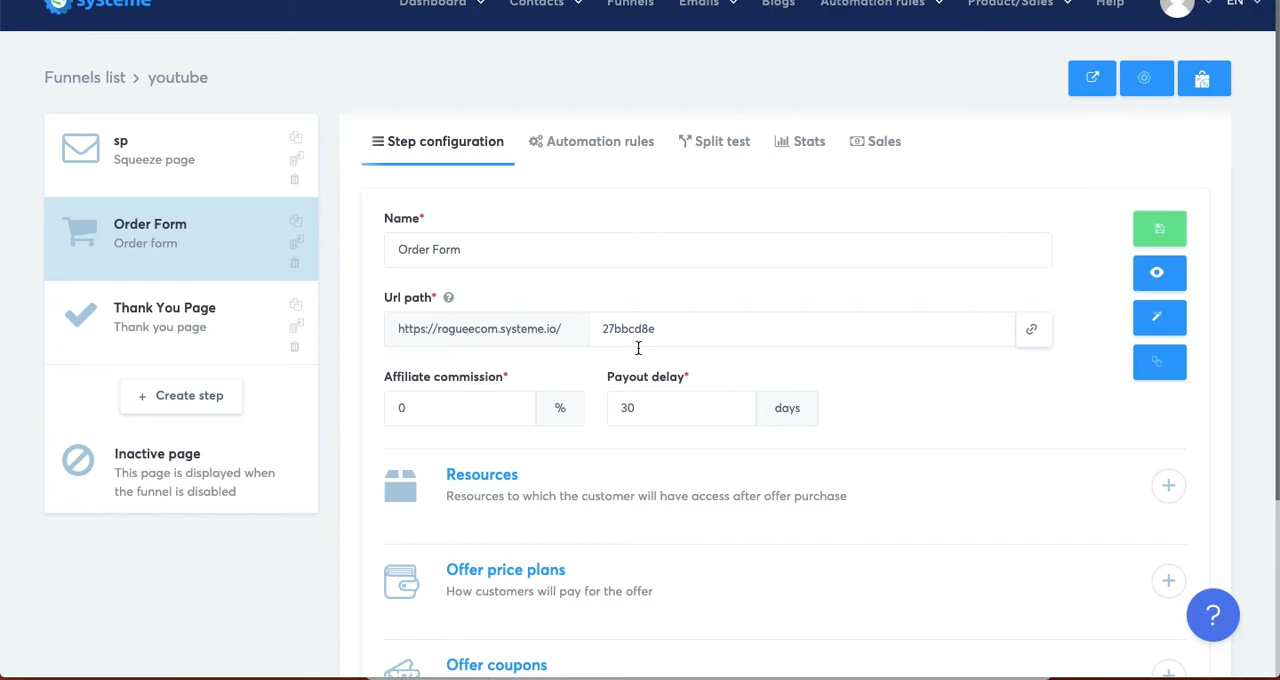 systeme
Dashboard Contacts Funnels Emails Blogs Automation rules Product/Sales Help EN
Funnels list > youtube
sp
Squeeze page
Order Form
Order form
Thank You Page
Thank you page
+ Create step
Inactive page
This page is displayed when
the funnel is disabled
Step configuration Automation rules Split test Stats Sales
Name*
Order Form
Url path* ?
https://rogueecom.systeme.io/ 27bbcd8e
Affiliate commission* Payout delay*
0 % 30 days
Resources
Resources to which the customer will have access after offer purchase
Offer price plans
How customers will pay for the offer
Offer coupons
?